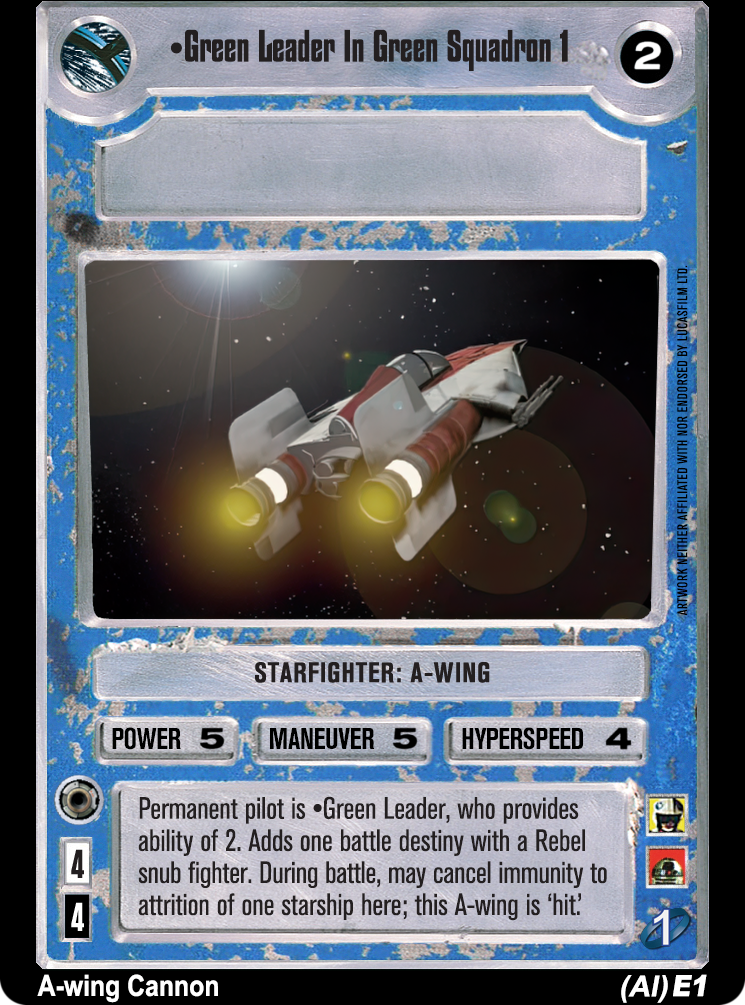 •Green Leader In Green Squadron 1
2
ARTWORK NEITHER AFFILIATED WITH NOR ENDORSED BY LUCASFILM LTD.
STARFIGHTER: A-WING
POWER 5
MANEUVER 5
HYPERSPEED 4
Permanent pilot is •Green Leader, who provides
ability of 2. Adds one battle destiny with a Rebel
snub fighter. During battle, may cancel immunity to
attrition of one starship here; this A-wing is ‘hit.’
4
4
1
A-wing Cannon
(AI) E1